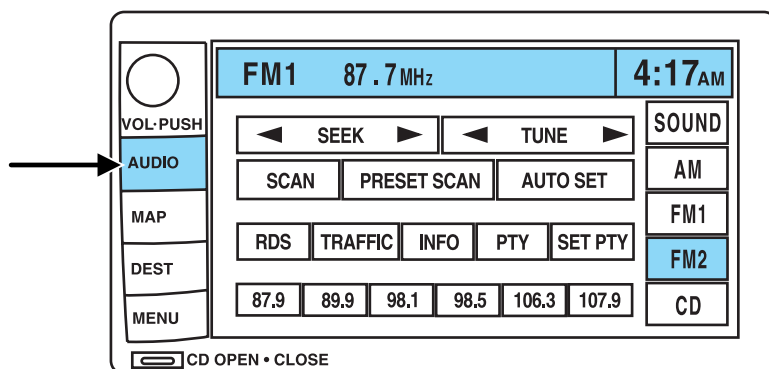 FM1 87.7MHz 4:17AM
VOL·PUSH
SEEK TUNE SOUND
AUDIO
SCAN PRESET SCAN AUTO SET AM
MAP
FM1
RDS TRAFFIC INFO PTY SET PTY
FM2
DEST
87.9 89.9 98.1 98.5 106.3 107.9 CD
MENU
CD OPEN • CLOSE